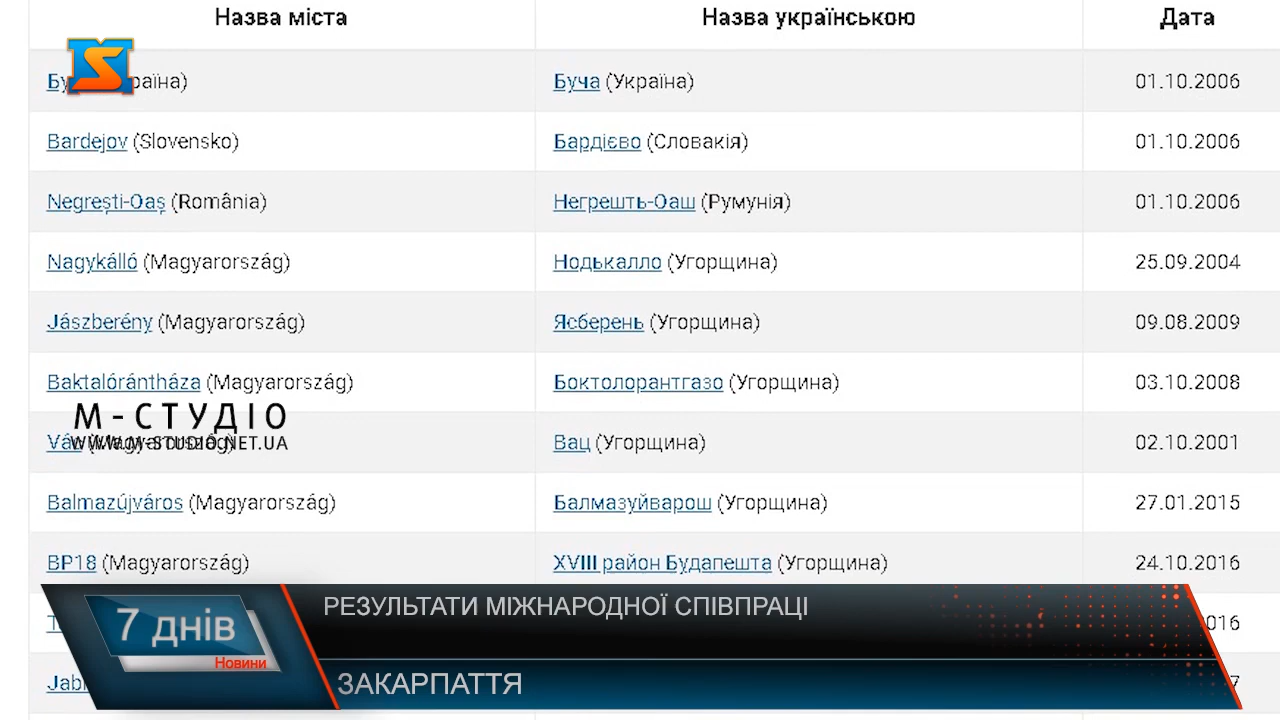 Назва міста Назва українською Дата
Буча (Україна) 01.10.2006
Bardejov (Slovensko) Бардієво (Словакія) 01.10.2006
Negrești-Oaș (România) Негрешть-Оаш (Румунія) 01.10.2006
Nagykálló (Magyarország) Нодькалло (Угорщина) 25.09.2004
Jászberény (Magyarország) Ясберень (Угорщина) 09.08.2009
Baktalórántháza (Magyarország) Боктолорантгазо (Угорщина) 03.10.2008
М-СТУДІО
WWW.M-STUDIO.NET.UA
Вац (Угорщина) 02.10.2001
Balmazújváros (Magyarország) Балмазуйварош (Угорщина) 27.01.2015
BP18 (Magyarország) XVIII район Будапешта (Угорщина) 24.10.2016
7 днів
Новини
РЕЗУЛЬТАТИ МІЖНАРОДНОЇ СПІВПРАЦІ
ЗАКАРПАТТЯ